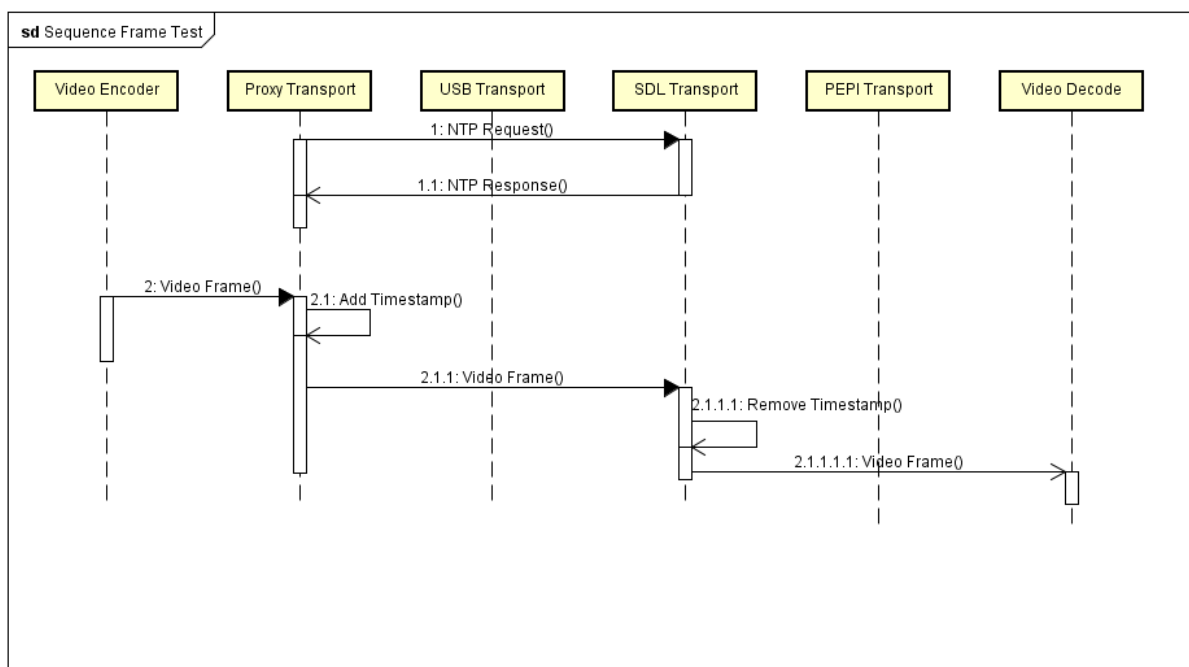 sd Sequence Frame Test
Video Encoder
Proxy Transport
USB Transport
SDL Transport
PEPI Transport
Video Decode
1: NTP Request()
1.1: NTP Response()
2: Video Frame()
2.1: Add Timestamp()
2.1.1: Video Frame()
2.1.1.1: Remove Timestamp()
2.1.1.1.1: Video Frame()